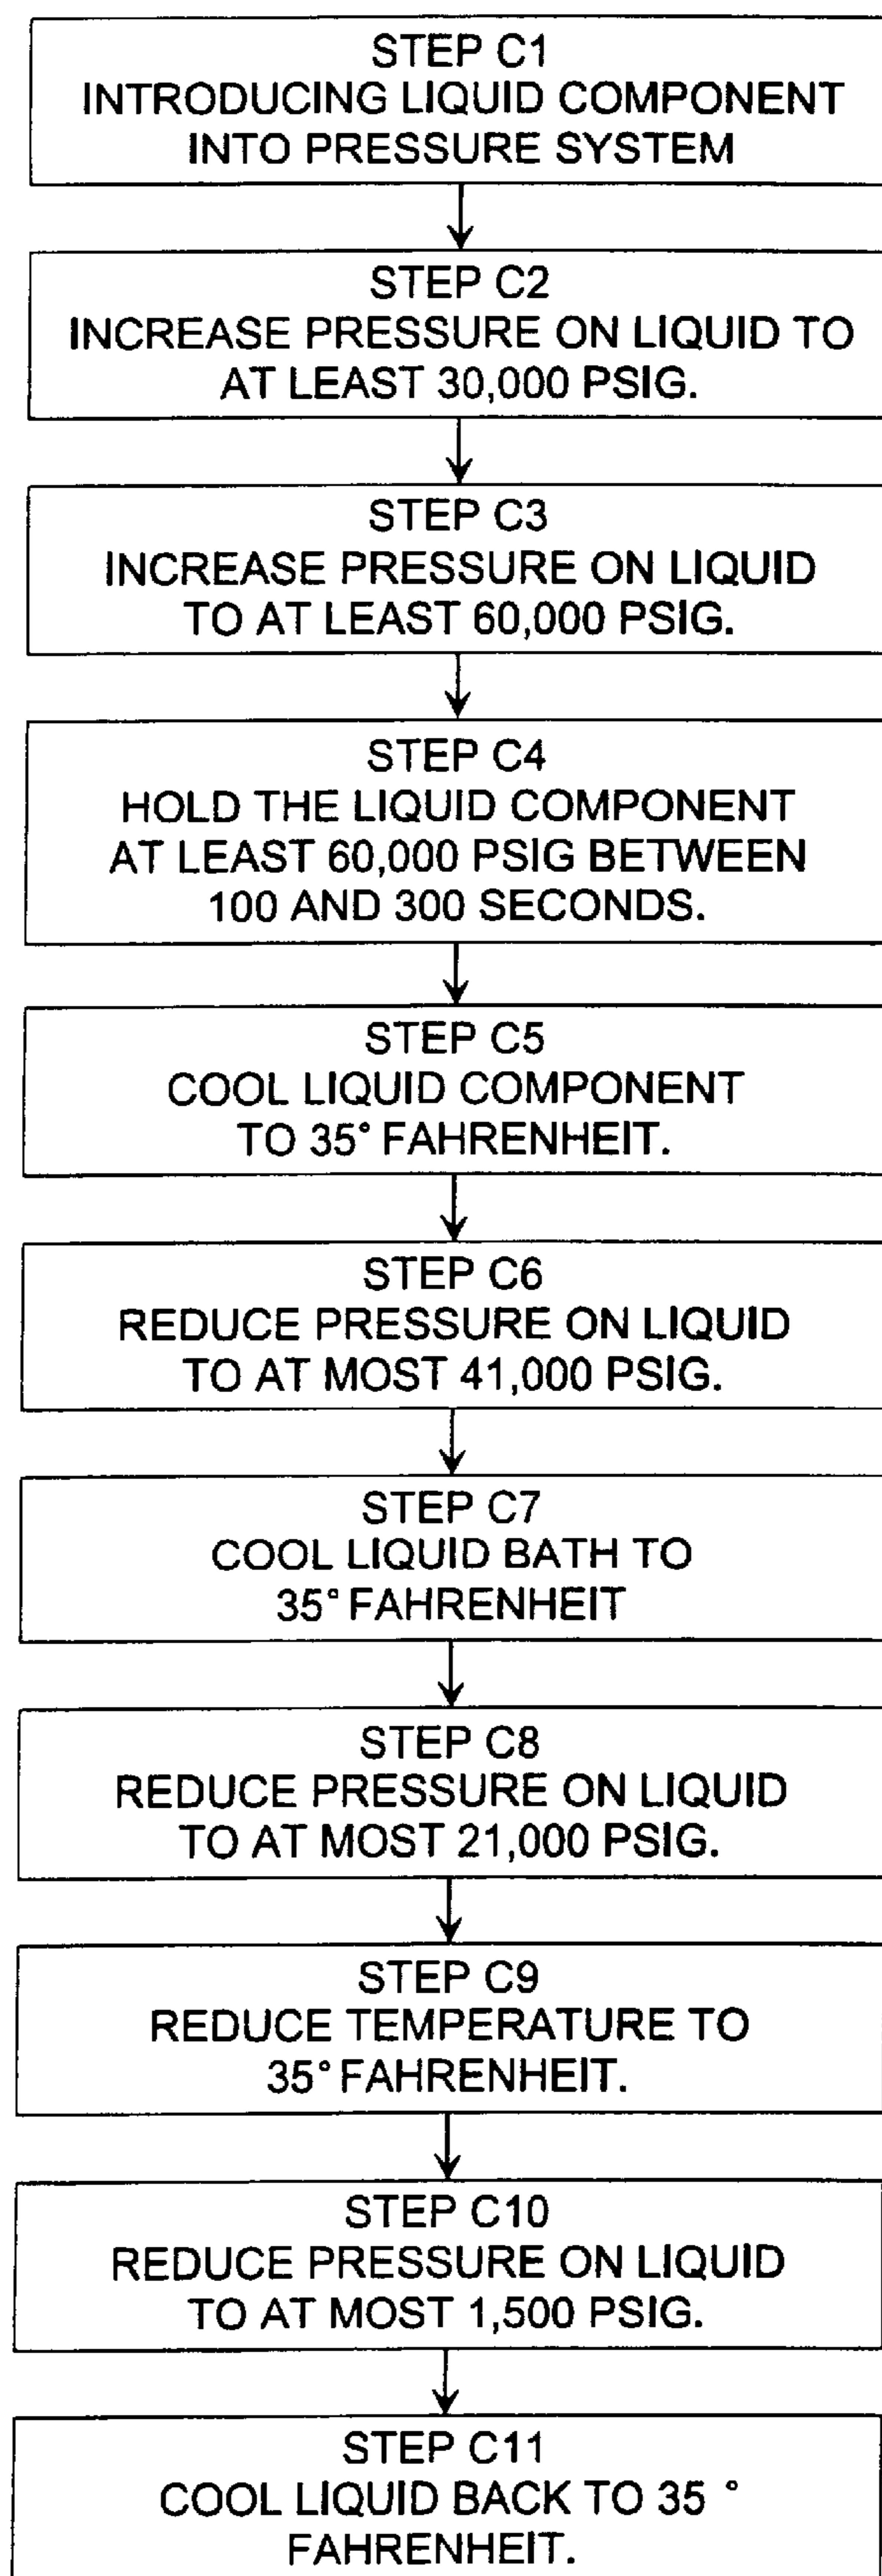 STEP C1
INTRODUCING LIQUID COMPONENT
INTO PRESSURE SYSTEM
STEP C2
INCREASE PRESSURE ON LIQUID TO
AT LEAST 30,000 PSIG.
STEP C3
INCREASE PRESSURE ON LIQUID
TO AT LEAST 60,000 PSIG.
STEP C4
HOLD THE LIQUID COMPONENT
AT LEAST 60,000 PSIG BETWEEN
100 AND 300 SECONDS.
STEP C5
COOL LIQUID COMPONENT
TO 35° FAHRENHEIT.
STEP C6
REDUCE PRESSURE ON LIQUID
TO AT MOST 41,000 PSIG.
STEP C7
COOL LIQUID BATH TO
35° FAHRENHEIT
STEP C8
REDUCE PRESSURE ON LIQUID
TO AT MOST 21,000 PSIG.
STEP C9
REDUCE TEMPERATURE TO
35° FAHRENHEIT.
STEP C10
REDUCE PRESSURE ON LIQUID
TO AT MOST 1,500 PSIG.
STEP C11
COOL LIQUID BACK TO 35 °
FAHRENHEIT.